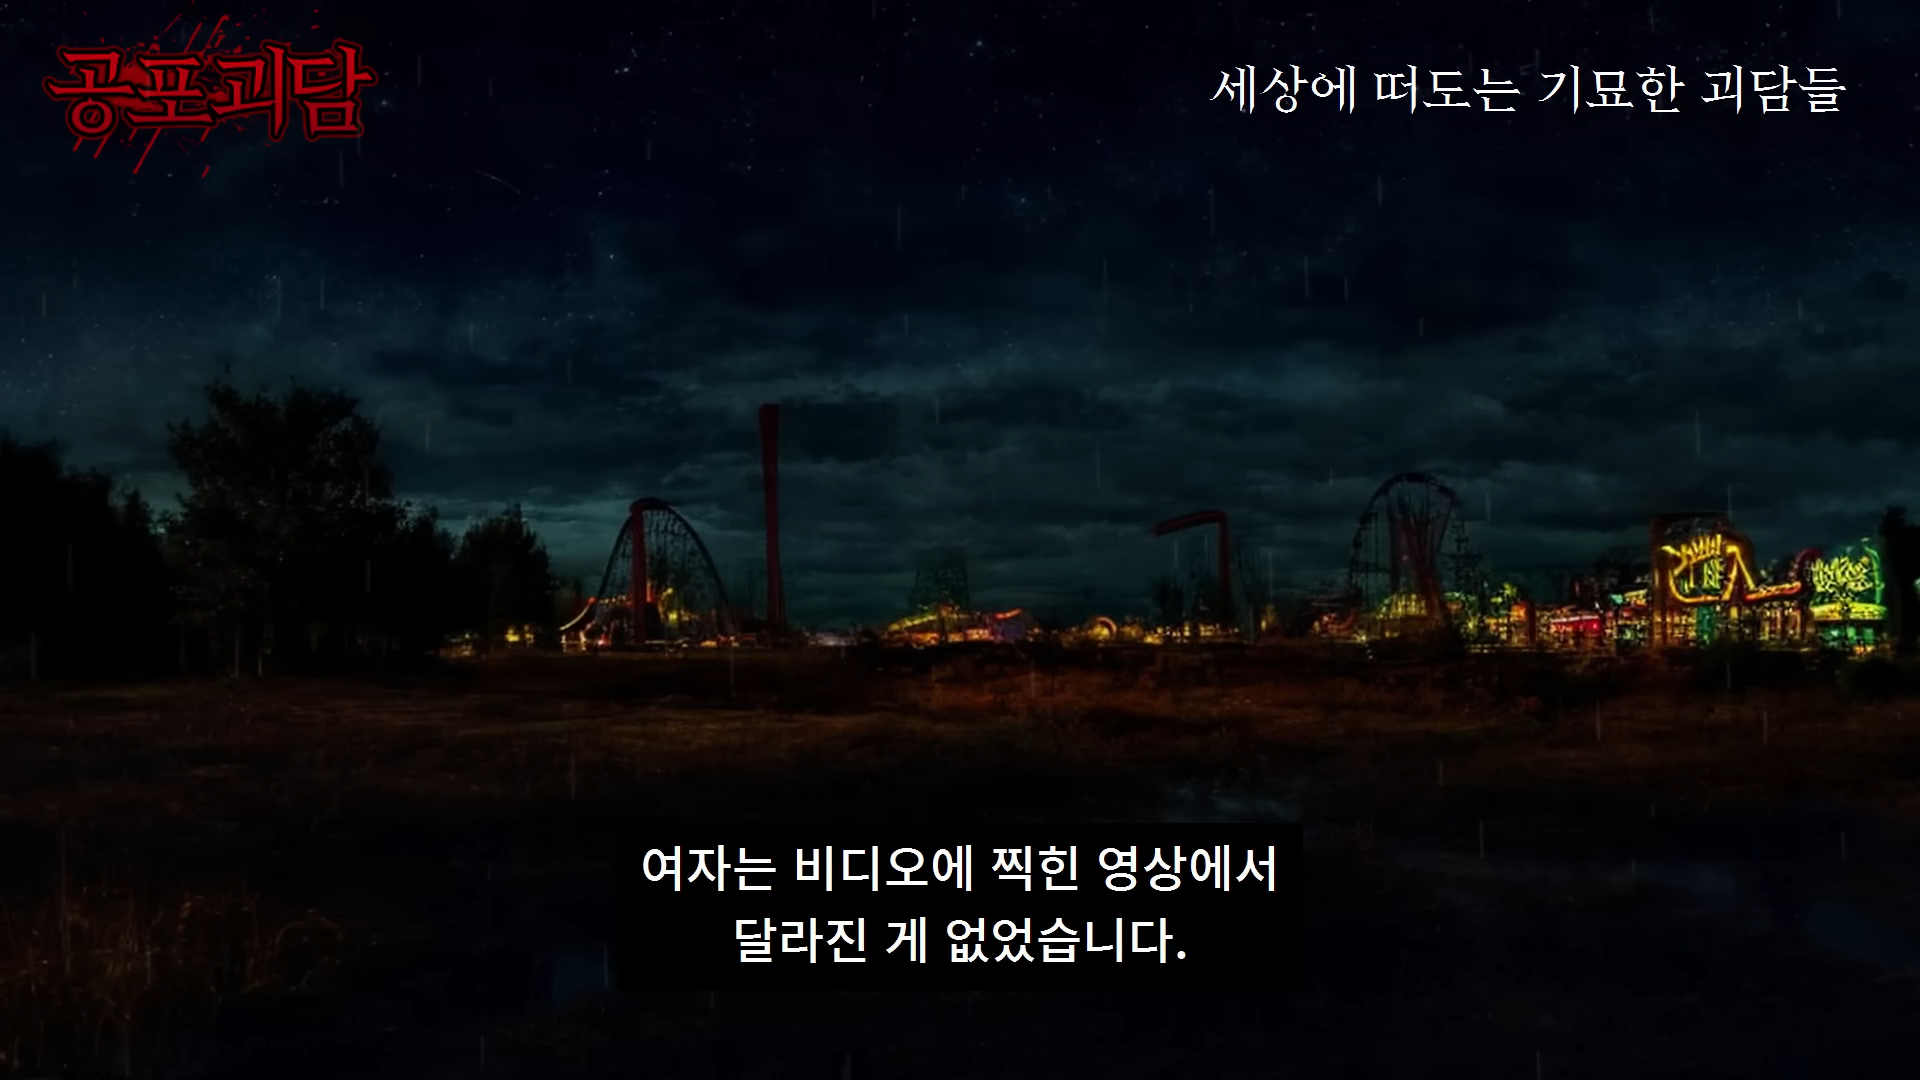 공포괴담
세상에 떠도는 기묘한 괴담들
여자는 비디오에 찍힌 영상에서
달라진 게 없었습니다.